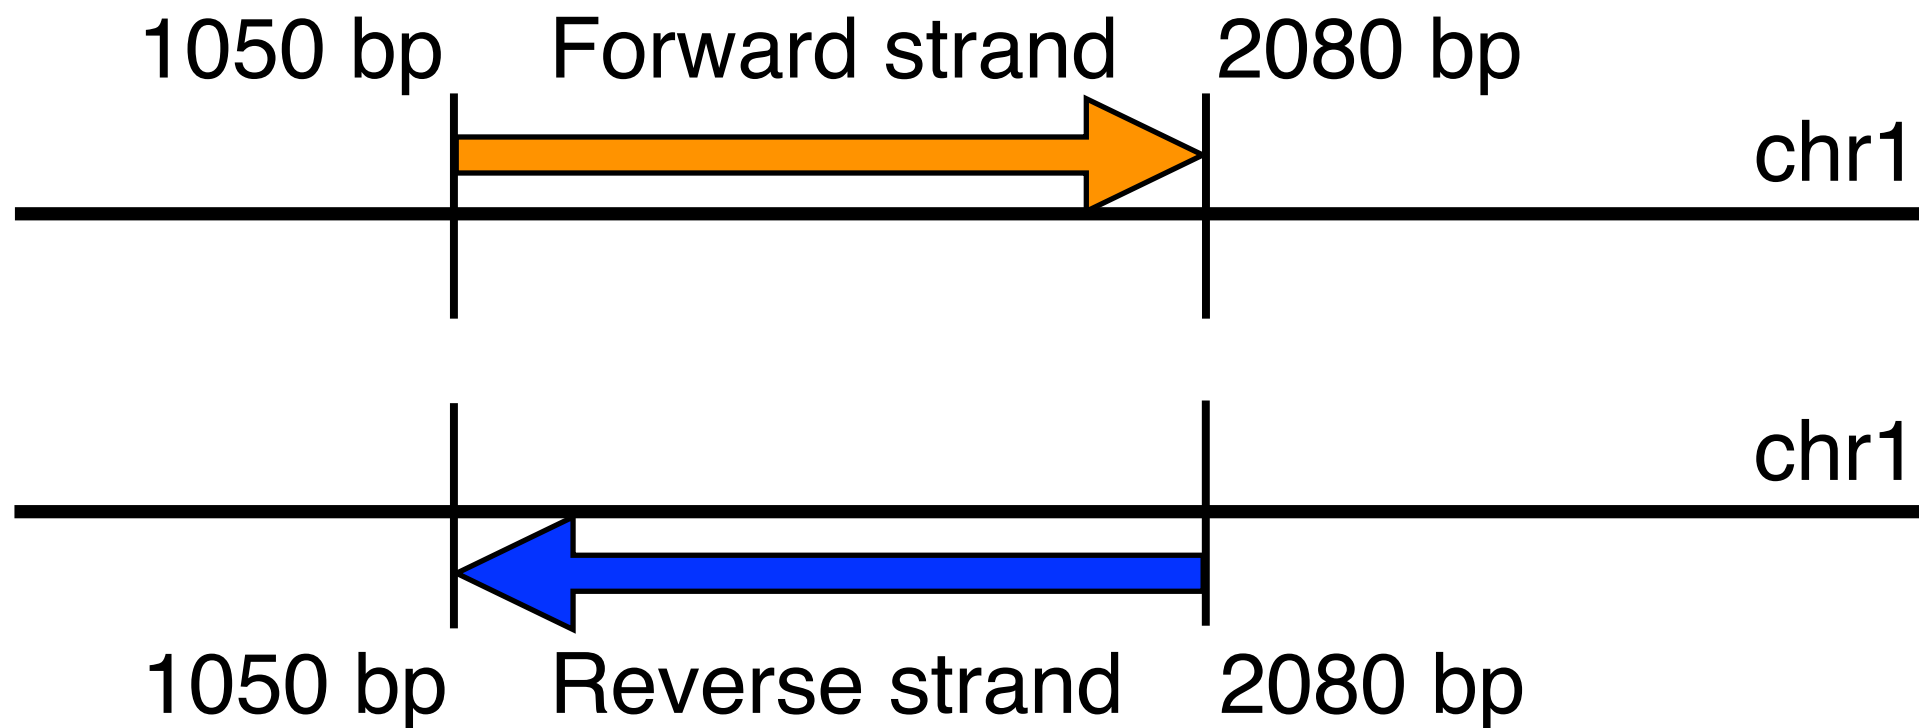 1050 bp Forward strand 2080 bp
chr1
chr1
1050 bp Reverse strand 2080 bp